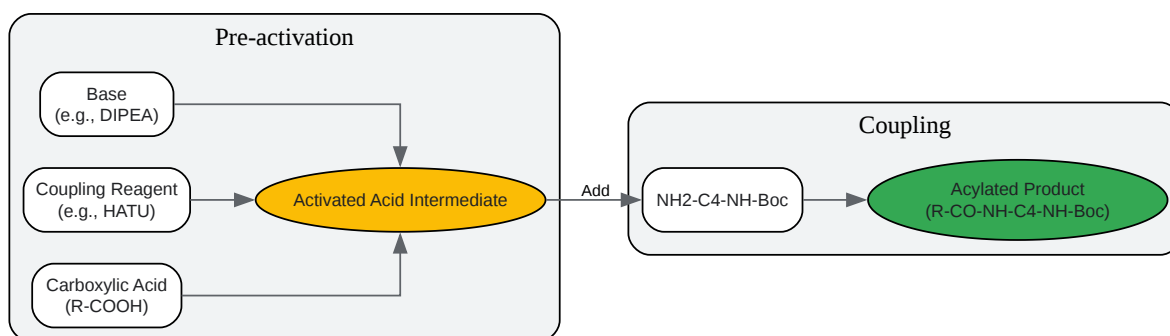 Pre-activation
Base
(e.g., DIPEA)
Coupling Reagent
(e.g., HATU)
Carboxylic Acid
(R-COOH)
Activated Acid Intermediate
Add
Coupling
NH2-C4-NH-Boc
Acylated Product
(R-CO-NH-C4-NH-Boc)